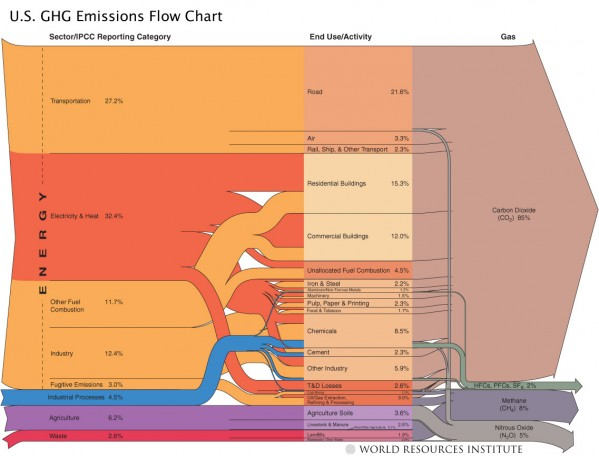 U.S. GHG Emissions Flow Chart
Sector/IPCC Reporting Category
End Use/Activity
Gas
ENERGY
Transportation 27.2%
Electricity & Heat 32.4%
Other Fuel
Combustion
11.7%
Industry 12.4%
Fugitive Emissions 3.0%
Industrial Processes 4.5%
Agriculture 6.2%
Waste 2.6%
Road 21.6%
Air 3.3%
Rail, Ship, & Other Transport 2.3%
Residential Buildings 15.3%
Commercial Buildings 12.0%
Unallocated Fuel Combustion 4.5%
Iron & Steel 2.2%
Machinery
Pulp, Paper & Printing 2.3%
Food & Tobacco
Chemicals 8.5%
Cement 2.3%
Other Industry 5.9%
T&D Losses 2.6%
Oil/Gas Extraction,
Refining & Processing
Agriculture Soils 3.6%
Livestock & Manure
Landfills
Carbon Dioxide
(CO₂) 85%
HFCs, PFCs, SF₆ 2%
Methane
(CH₄) 8%
Nitrous Oxide
(N₂O) 5%
WORLD RESOURCES INSTITUTE